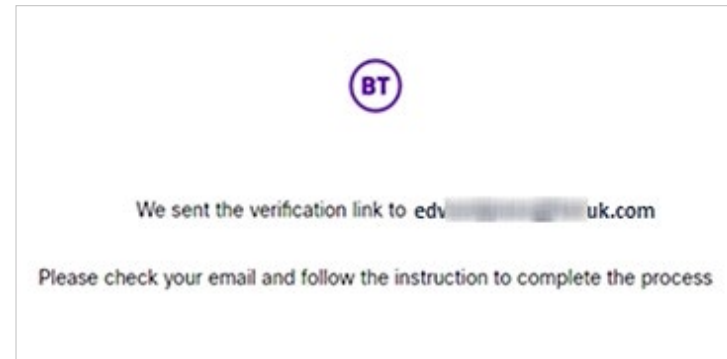 BT
We sent the verification link to edv uk.com
Please check your email and follow the instruction to complete the process